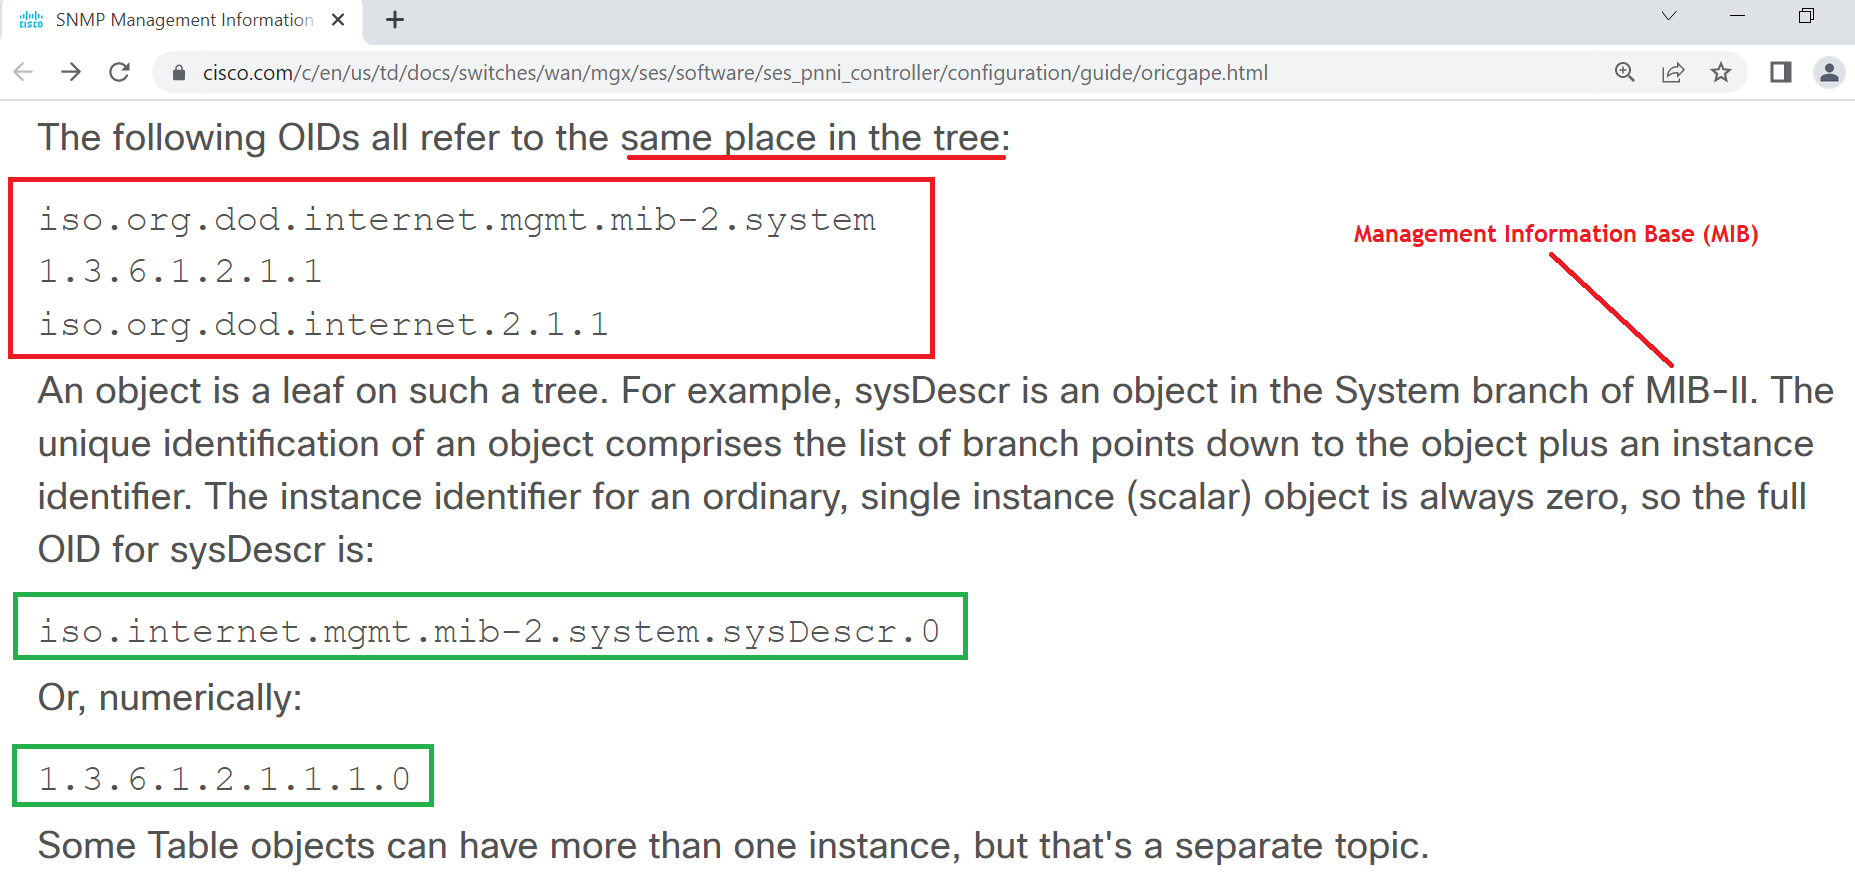 SNMP Management Information
cisco
cisco.com/c/en/us/td/docs/switches/wan/mgx/ses/software/ses_pnni_controller/configuration/guide/oricgape.html
The following OIDs all refer to the same place in the tree:
iso.org.dod.internet.mgmt.mib-2.system
Management Information Base (MIB)
1.3.6.1.2.1.1
iso.org.dod.internet.2.1.1
An object is a leaf on such a tree. For example, sysDescr is an object in the System branch of MIB-II. The
unique identification of an object comprises the list of branch points down to the object plus an instance
identifier. The instance identifier for an ordinary, single instance (scalar) object is always zero, so the full
OID for sysDescr is:
iso.internet.mgmt.mib-2.system.sysDescr.0
Or, numerically:
1.3.6.1.2.1.1.1.0
Some Table objects can have more than one instance, but that's a separate topic.